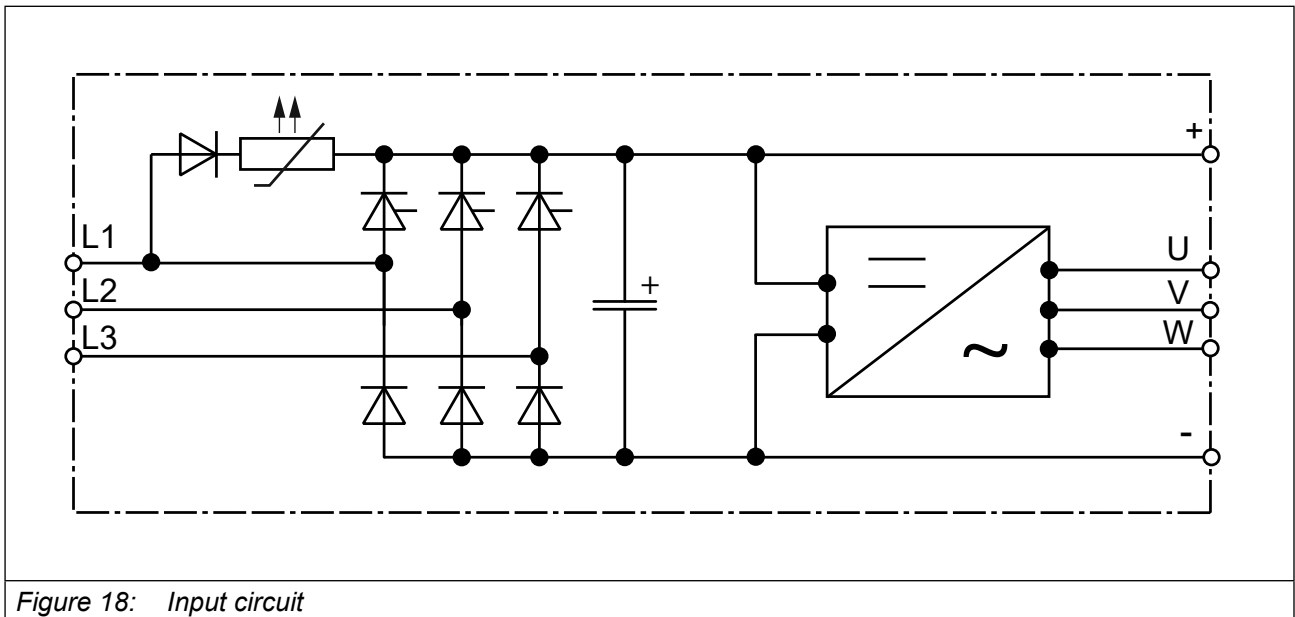 +
L1
+
U
L2
V
L3
W
~
-
Figure 18: Input circuit